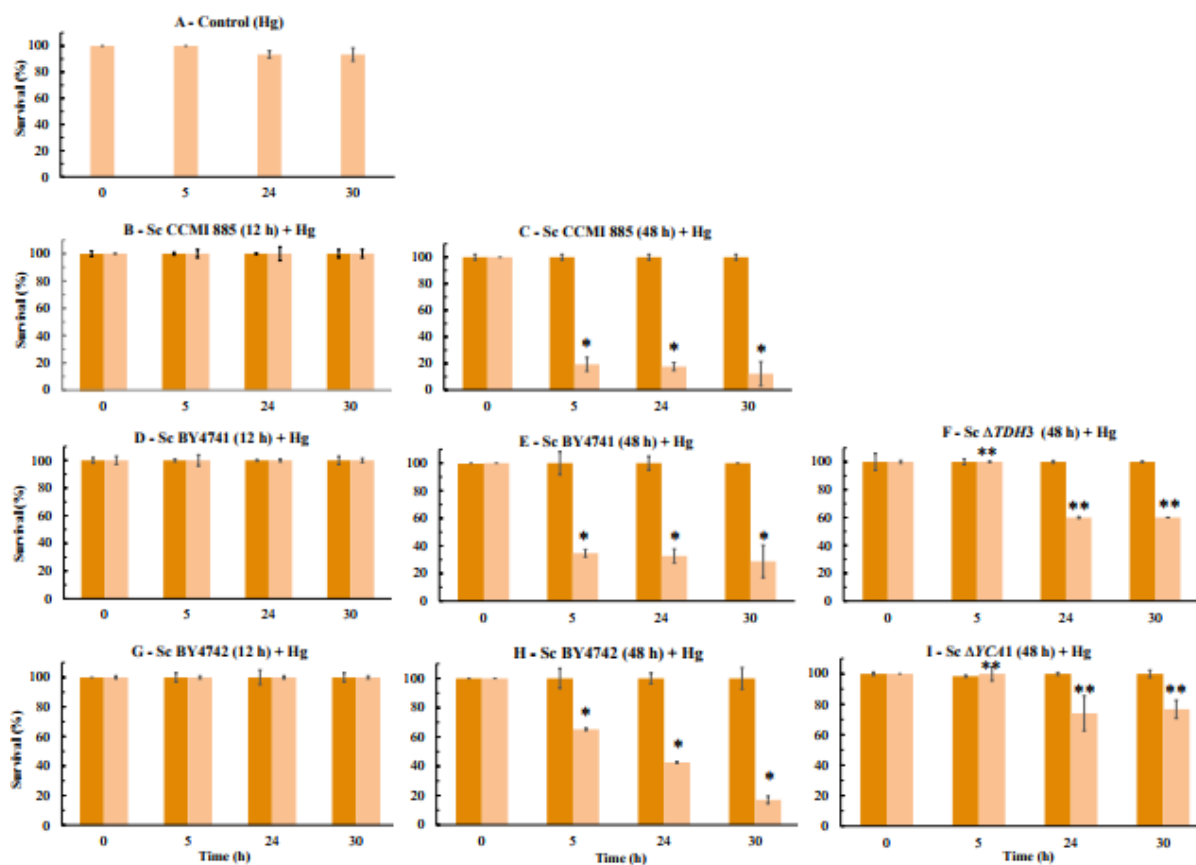 A - Control (Hg)
Survival (%)
100
80
60
40
20
0
0 5 24 30
B - Sc CCMI 885 (12 h) + Hg
Survival (%)
100
80
60
40
20
0
0 5 24 30
C - Sc CCMI 885 (48 h) + Hg
100
80
60
40
20
0
* * *
0 5 24 30
D - Sc BY4741 (12 h) + Hg
Survival (%)
100
80
60
40
20
0
0 5 24 30
E - Sc BY4741 (48 h) + Hg
100
80
60
40
20
0
* * *
0 5 24 30
F - Sc ΔTDH3 (48 h) + Hg
100
80
60
40
20
0
** ** **
0 5 24 30
G - Sc BY4742 (12 h) + Hg
Survival (%)
100
80
60
40
20
0
0 5 24 30
Time (h)
H - Sc BY4742 (48 h) + Hg
100
80
60
40
20
0
* * *
0 5 24 30
Time (h)
I - Sc ΔYCA1 (48 h) + Hg
100
80
60
40
20
0
** ** **
0 5 24 30
Time (h)